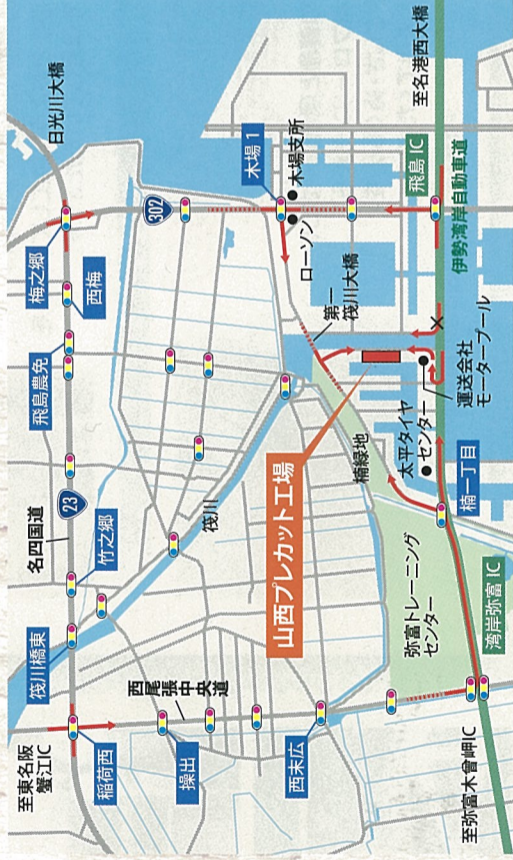 至東名阪
蟹江IC
稲荷西
筏川橋東
竹之郷
名四国道
23
飛島農免
西梅
梅之郷
日光川大橋
操出
西尾張中央道
西末広
筏川
302
木場1
木場支所
ローソン
第一
筏川大橋
山西プレカット工場
楠緑地
太平タイヤ
センター
運送会社
モータープール
弥富トレーニング
センター
楠一丁目
飛島IC
伊勢湾岸自動車道
至名港西大橋
湾岸弥富IC
至弥富木曽岬IC